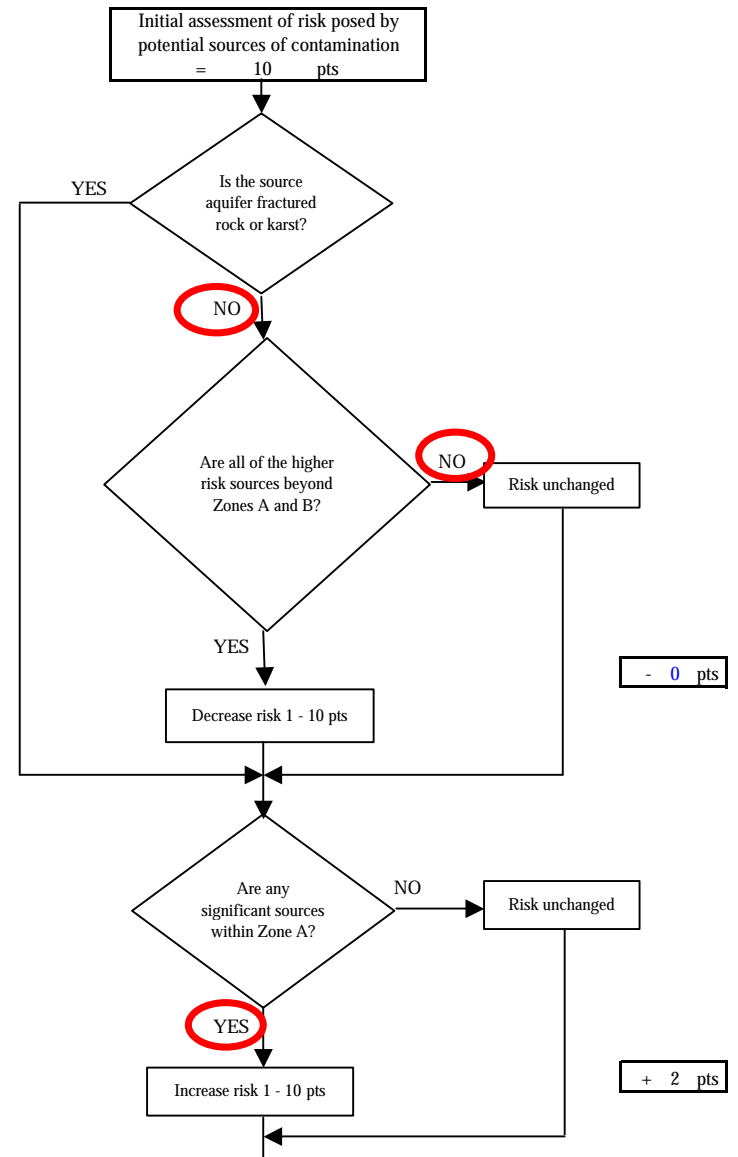 Initial assessment of risk posed by
potential sources of contamination
= 10 pts
YES
Is the source
aquifer fractured
rock or karst?
NO
Are all of the higher
risk sources beyond
Zones A and B?
NO
Risk unchanged
YES
- 0 pts
Decrease risk 1 - 10 pts
Are any
significant sources
within Zone A?
NO
Risk unchanged
YES
Increase risk 1 - 10 pts
+ 2 pts